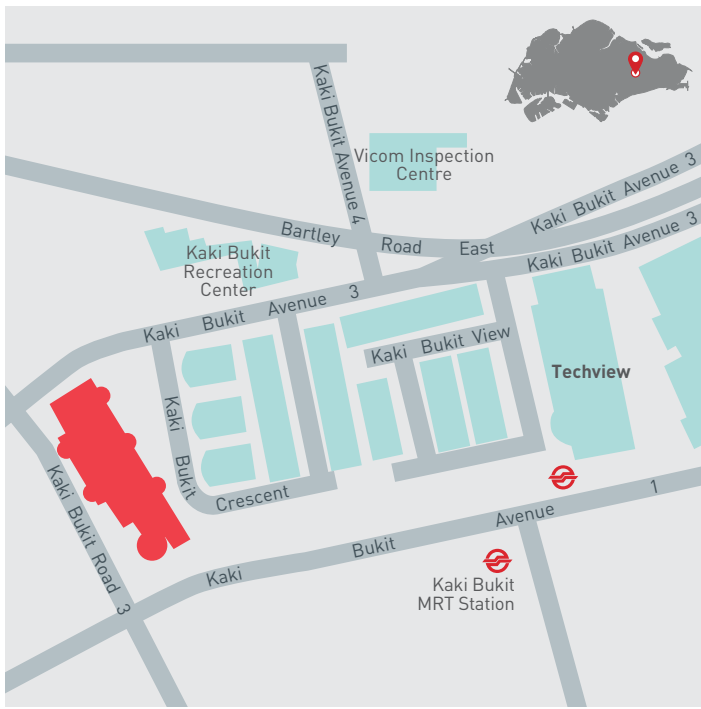 Kaki Bukit Avenue 4
Vicom Inspection
Centre
Kaki Bukit Avenue 3
Bartley Road East
Kaki Bukit Avenue 3
Kaki Bukit
Recreation
Center
Kaki Bukit Avenue 3
Kaki Bukit View
Techview
Kaki Bukit Crescent
Kaki Bukit Road 3
Kaki Bukit Avenue 1
Kaki Bukit
MRT Station